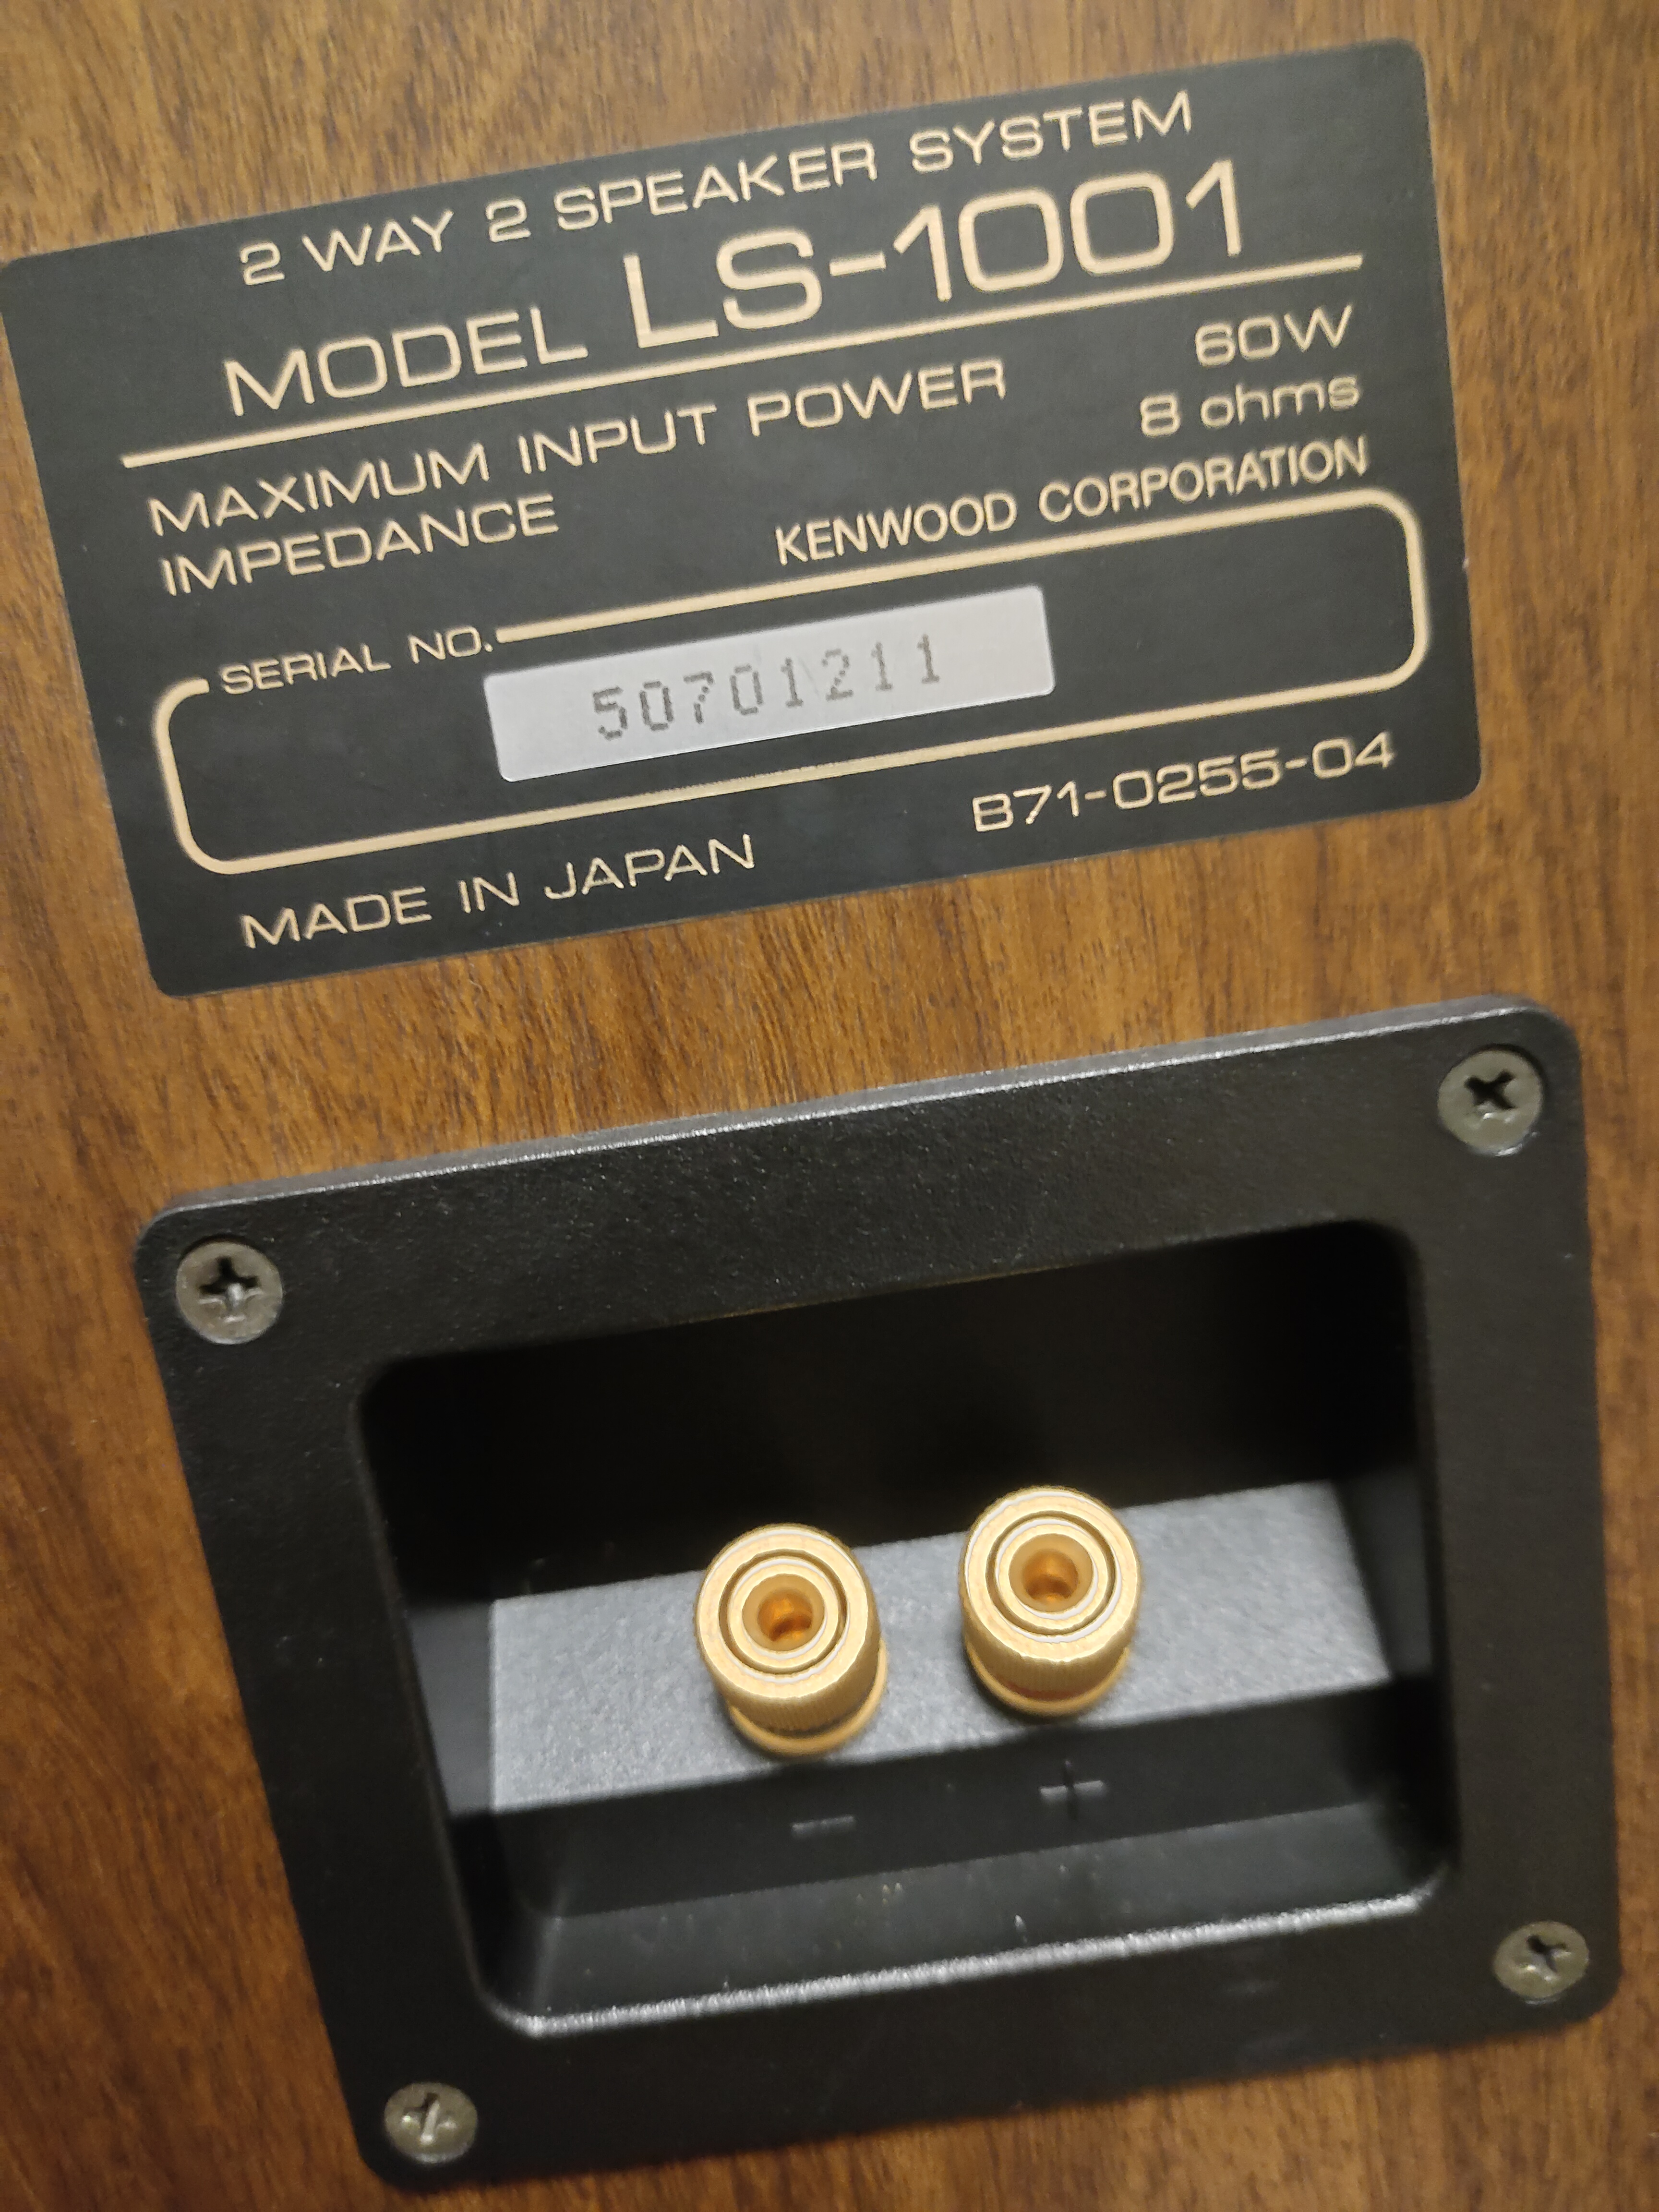 2 WAY 2 SPEAKER SYSTEM
MODEL LS-1001
MAXIMUM INPUT POWER 60W
IMPEDANCE 8 ohms
KENWOOD CORPORATION
SERIAL NO.
50701211
MADE IN JAPAN B71-0255-04
- +